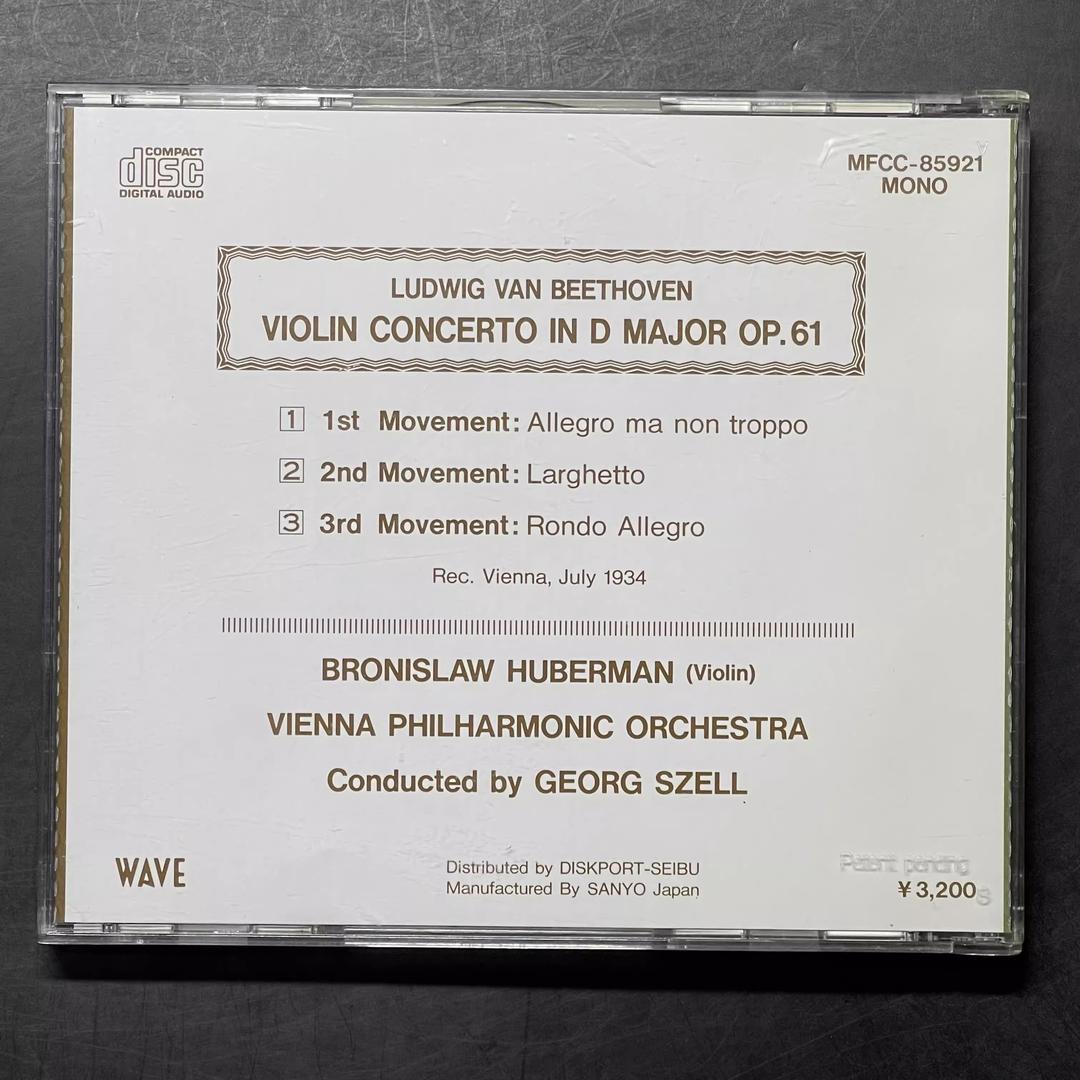 COMPACT
disc
DIGITAL AUDIO
MFCC-85921
MONO
LUDWIG VAN BEETHOVEN
VIOLIN CONCERTO IN D MAJOR OP.61
1 1st Movement: Allegro ma non troppo
2 2nd Movement: Larghetto
3 3rd Movement: Rondo Allegro
Rec. Vienna, July 1934
BRONISLAW HUBERMAN (Violin)
VIENNA PHILHARMONIC ORCHESTRA
Conducted by GEORG SZELL
WAVE
Distributed by DISKPORT-SEIBU
Manufactured By SANYO Japan
Patent pending
¥3,200